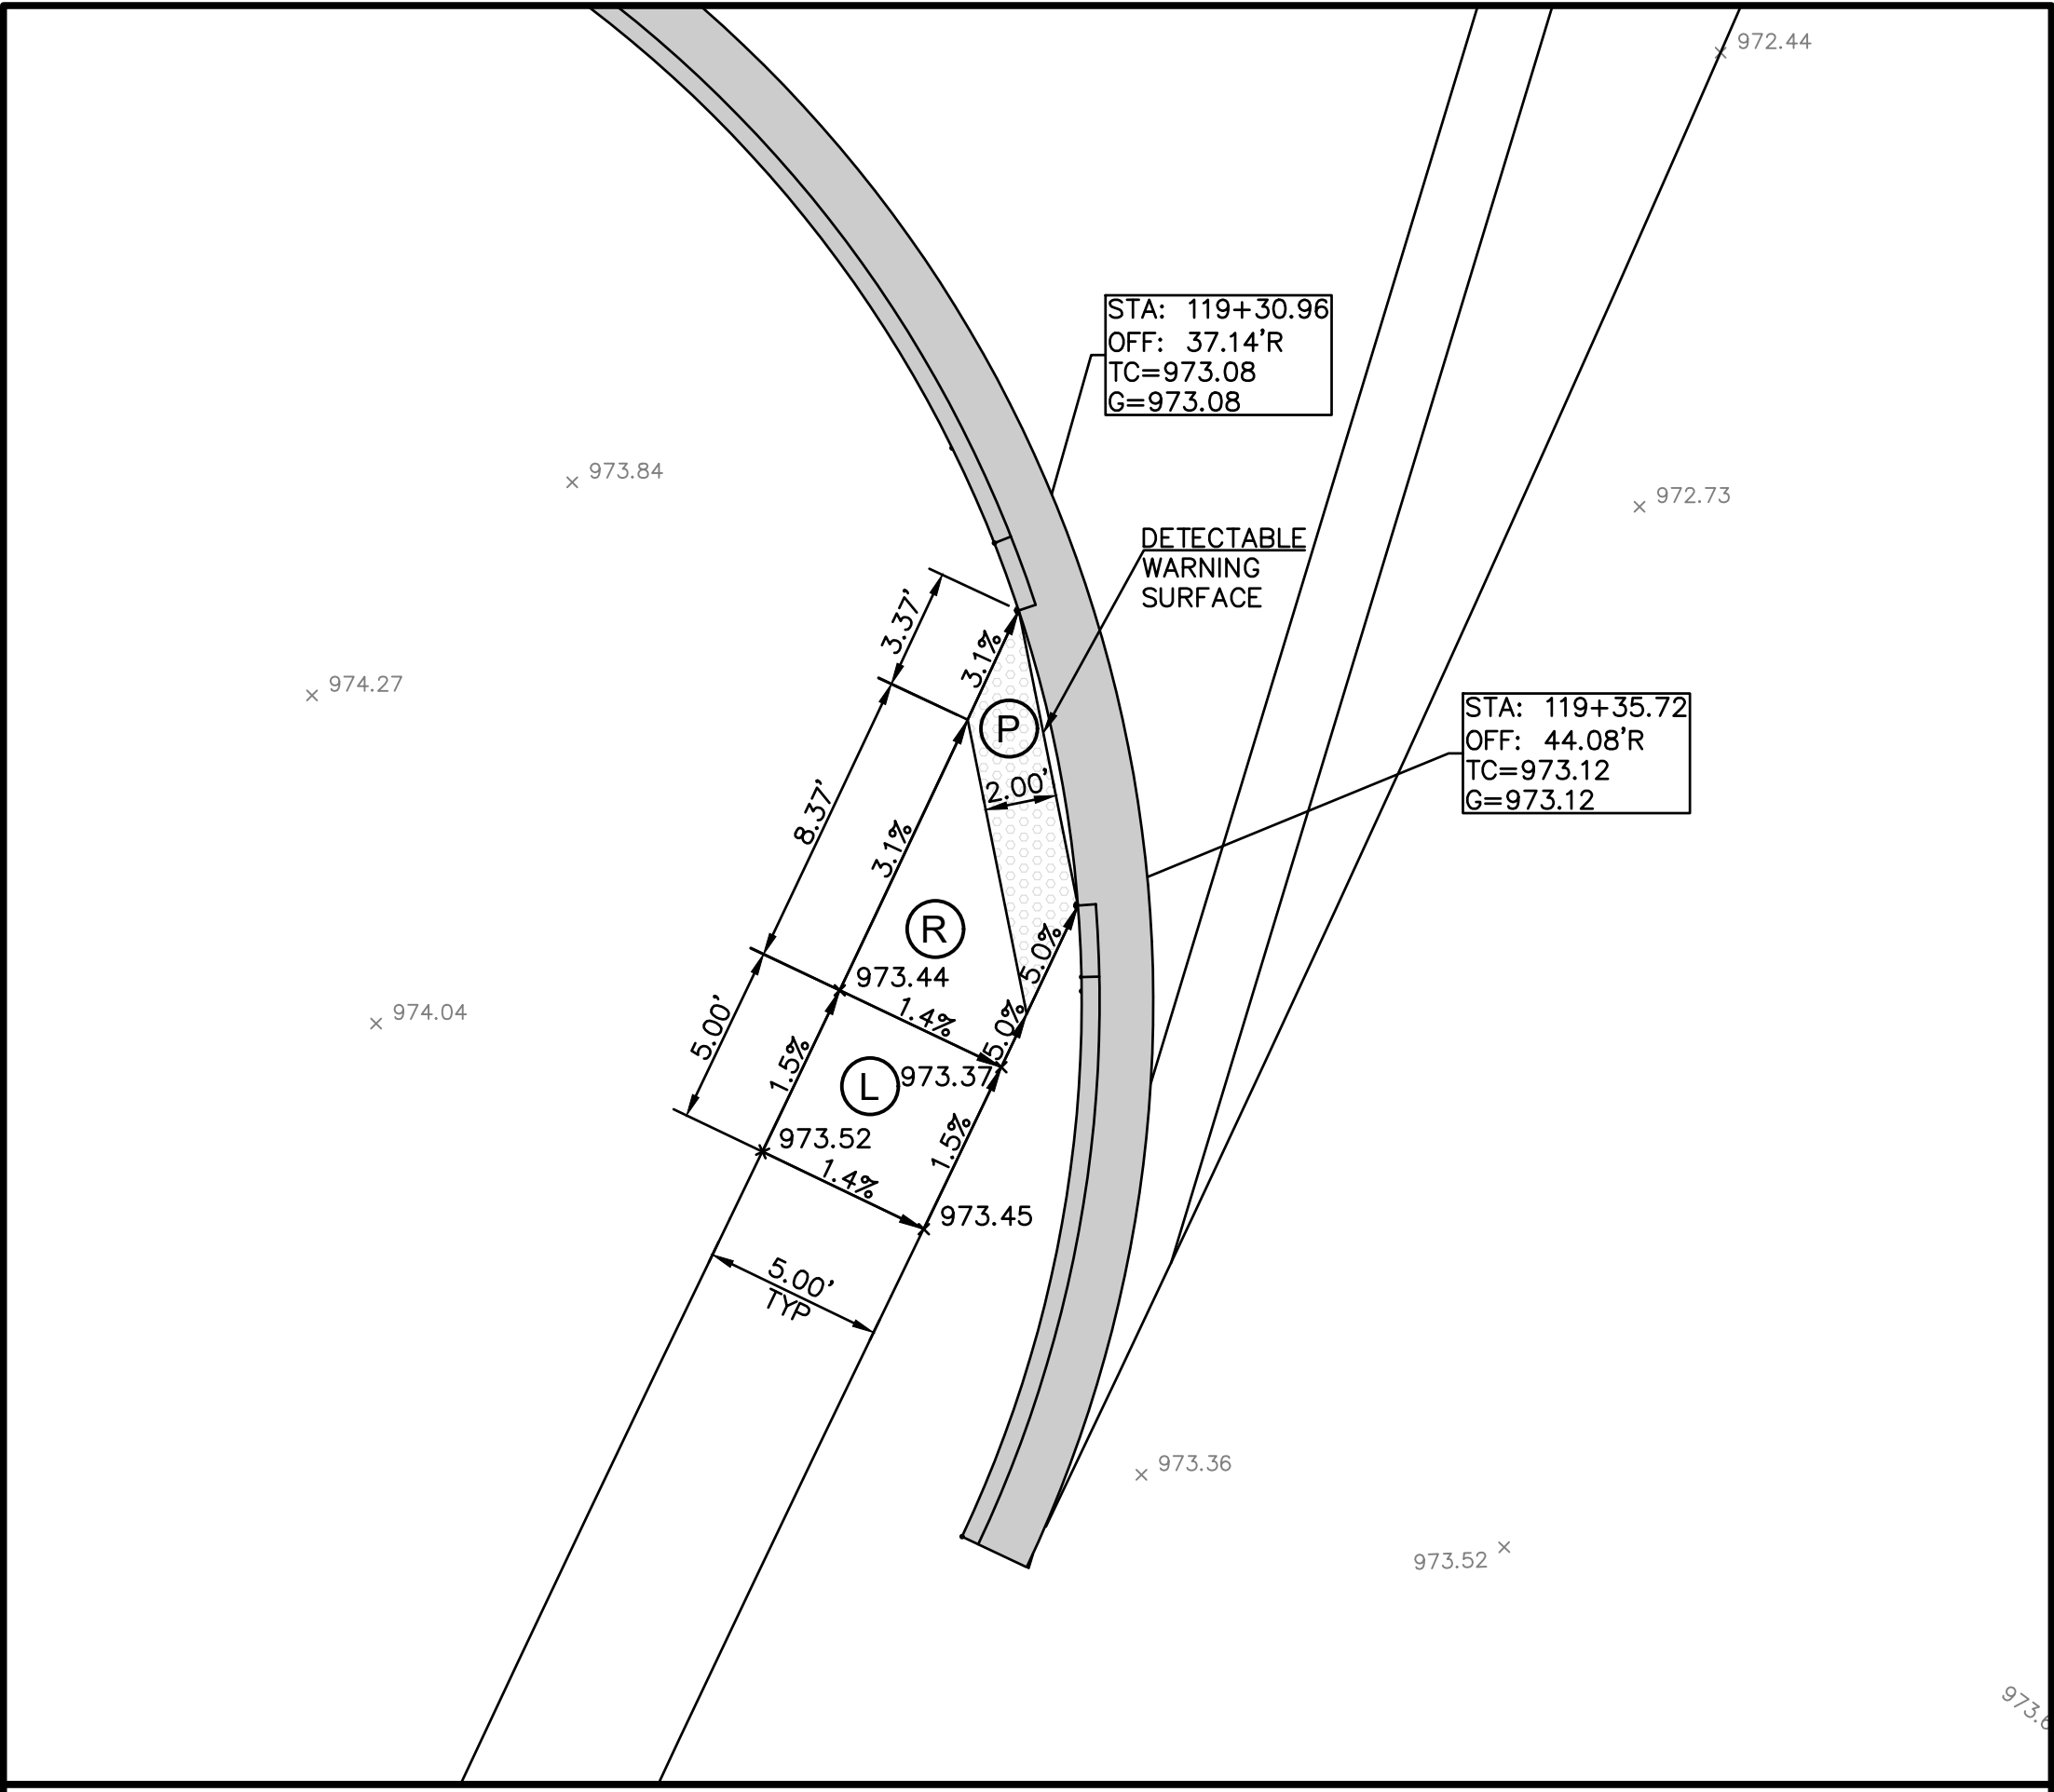 972.44
STA: 119+30.96
OFF: 37.14'R
TC=973.08
G=973.08
973.84
972.73
DETECTABLE
WARNING
SURFACE
3.37'
3.1%
974.27
P
STA: 119+35.72
OFF: 44.08'R
TC=973.12
G=973.12
2.00'
8.37'
3.1%
R
5.0%
973.44
974.04
5.00'
1.4%
5.0%
1.5%
L
973.37
973.52
1.5%
1.4%
973.45
5.00'
TYP
973.36
973.52